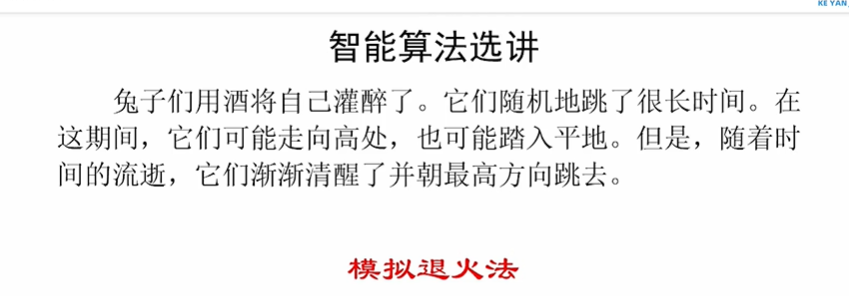 KE YAN
智能算法选讲
兔子们用酒将自己灌醉了。它们随机地跳了很长时间。在
这期间，它们可能走向高处，也可能踏入平地。但是，随着时
间的流逝，它们渐渐清醒了并朝最高方向跳去。
模拟退火法